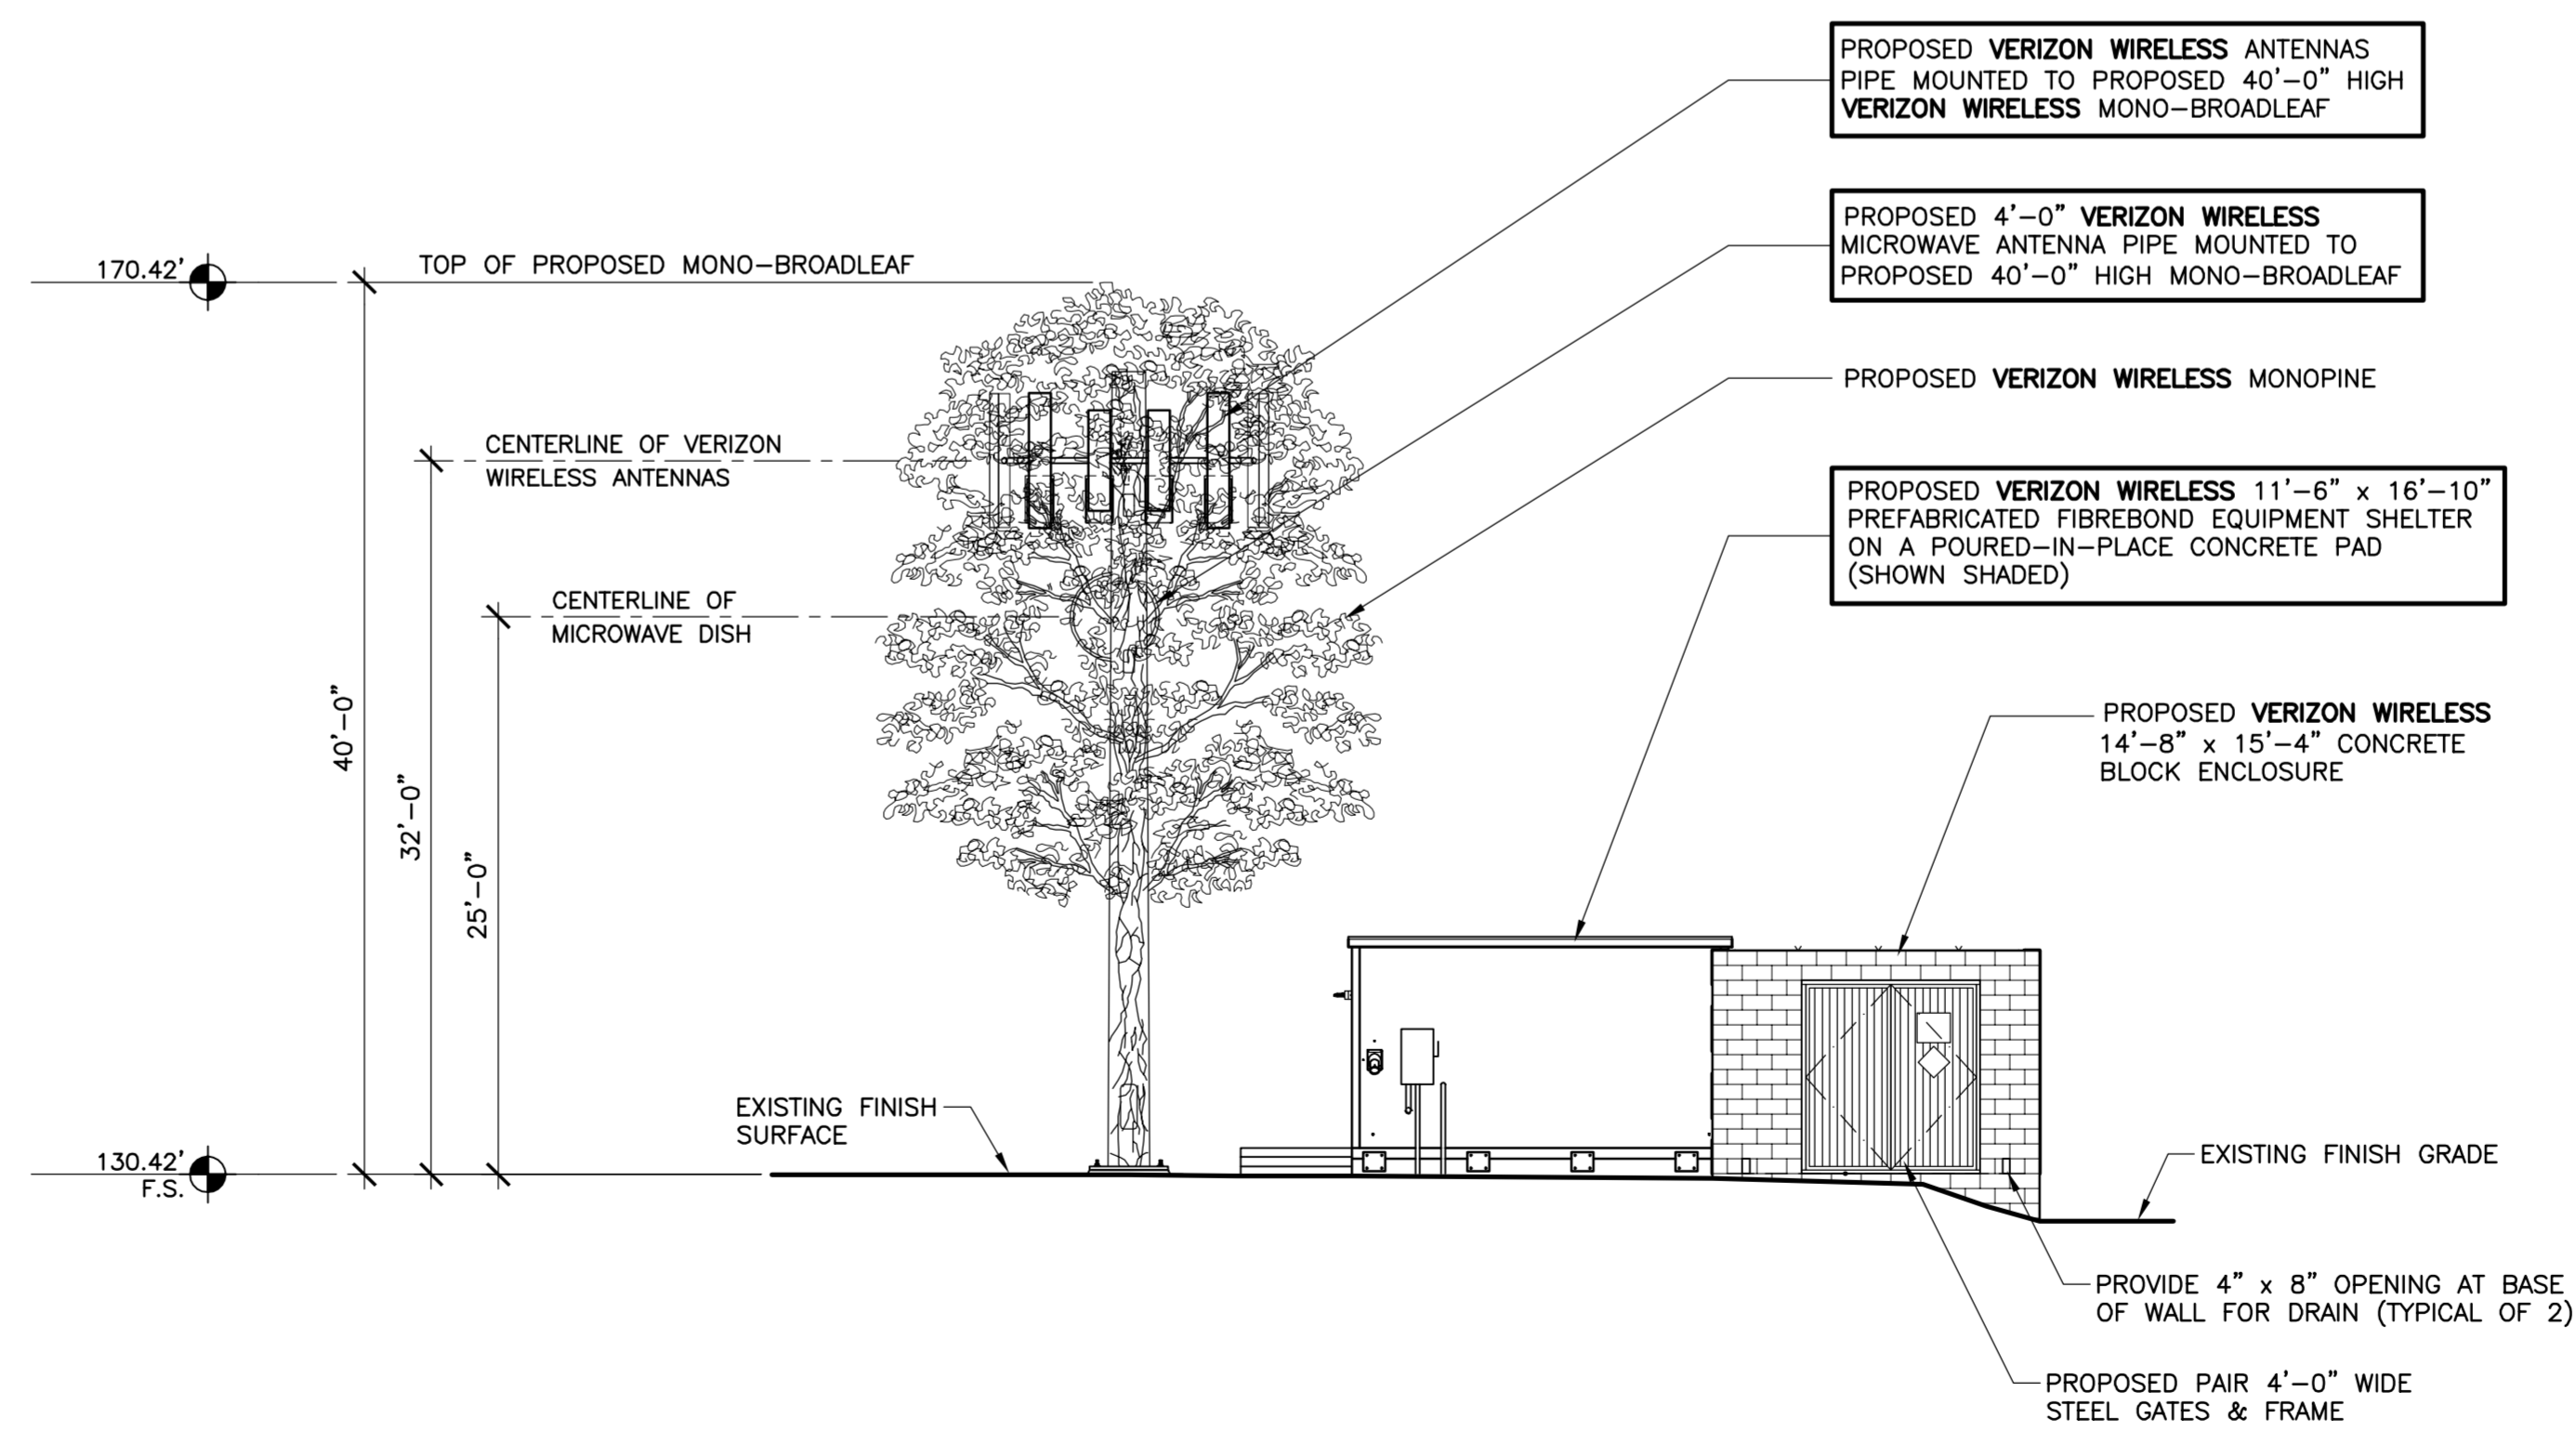 PROPOSED VERIZON WIRELESS ANTENNAS
PIPE MOUNTED TO PROPOSED 40'-0" HIGH
VERIZON WIRELESS MONO-BROADLEAF
PROPOSED 4'-0" VERIZON WIRELESS
MICROWAVE ANTENNA PIPE MOUNTED TO
PROPOSED 40'-0" HIGH MONO-BROADLEAF
170.42'
TOP OF PROPOSED MONO-BROADLEAF
PROPOSED VERIZON WIRELESS MONOPINE
CENTERLINE OF VERIZON
WIRELESS ANTENNAS
PROPOSED VERIZON WIRELESS 11'-6" x 16'-10"
PREFABRICATED FIBREBOND EQUIPMENT SHELTER
ON A POURED-IN-PLACE CONCRETE PAD
(SHOWN SHADED)
CENTERLINE OF
MICROWAVE DISH
40'-0"
32'-0"
25'-0"
PROPOSED VERIZON WIRELESS
14'-8" x 15'-4" CONCRETE
BLOCK ENCLOSURE
EXISTING FINISH
SURFACE
130.42'
F.S.
EXISTING FINISH GRADE
PROVIDE 4" x 8" OPENING AT BASE
OF WALL FOR DRAIN (TYPICAL OF 2)
PROPOSED PAIR 4'-0" WIDE
STEEL GATES & FRAME